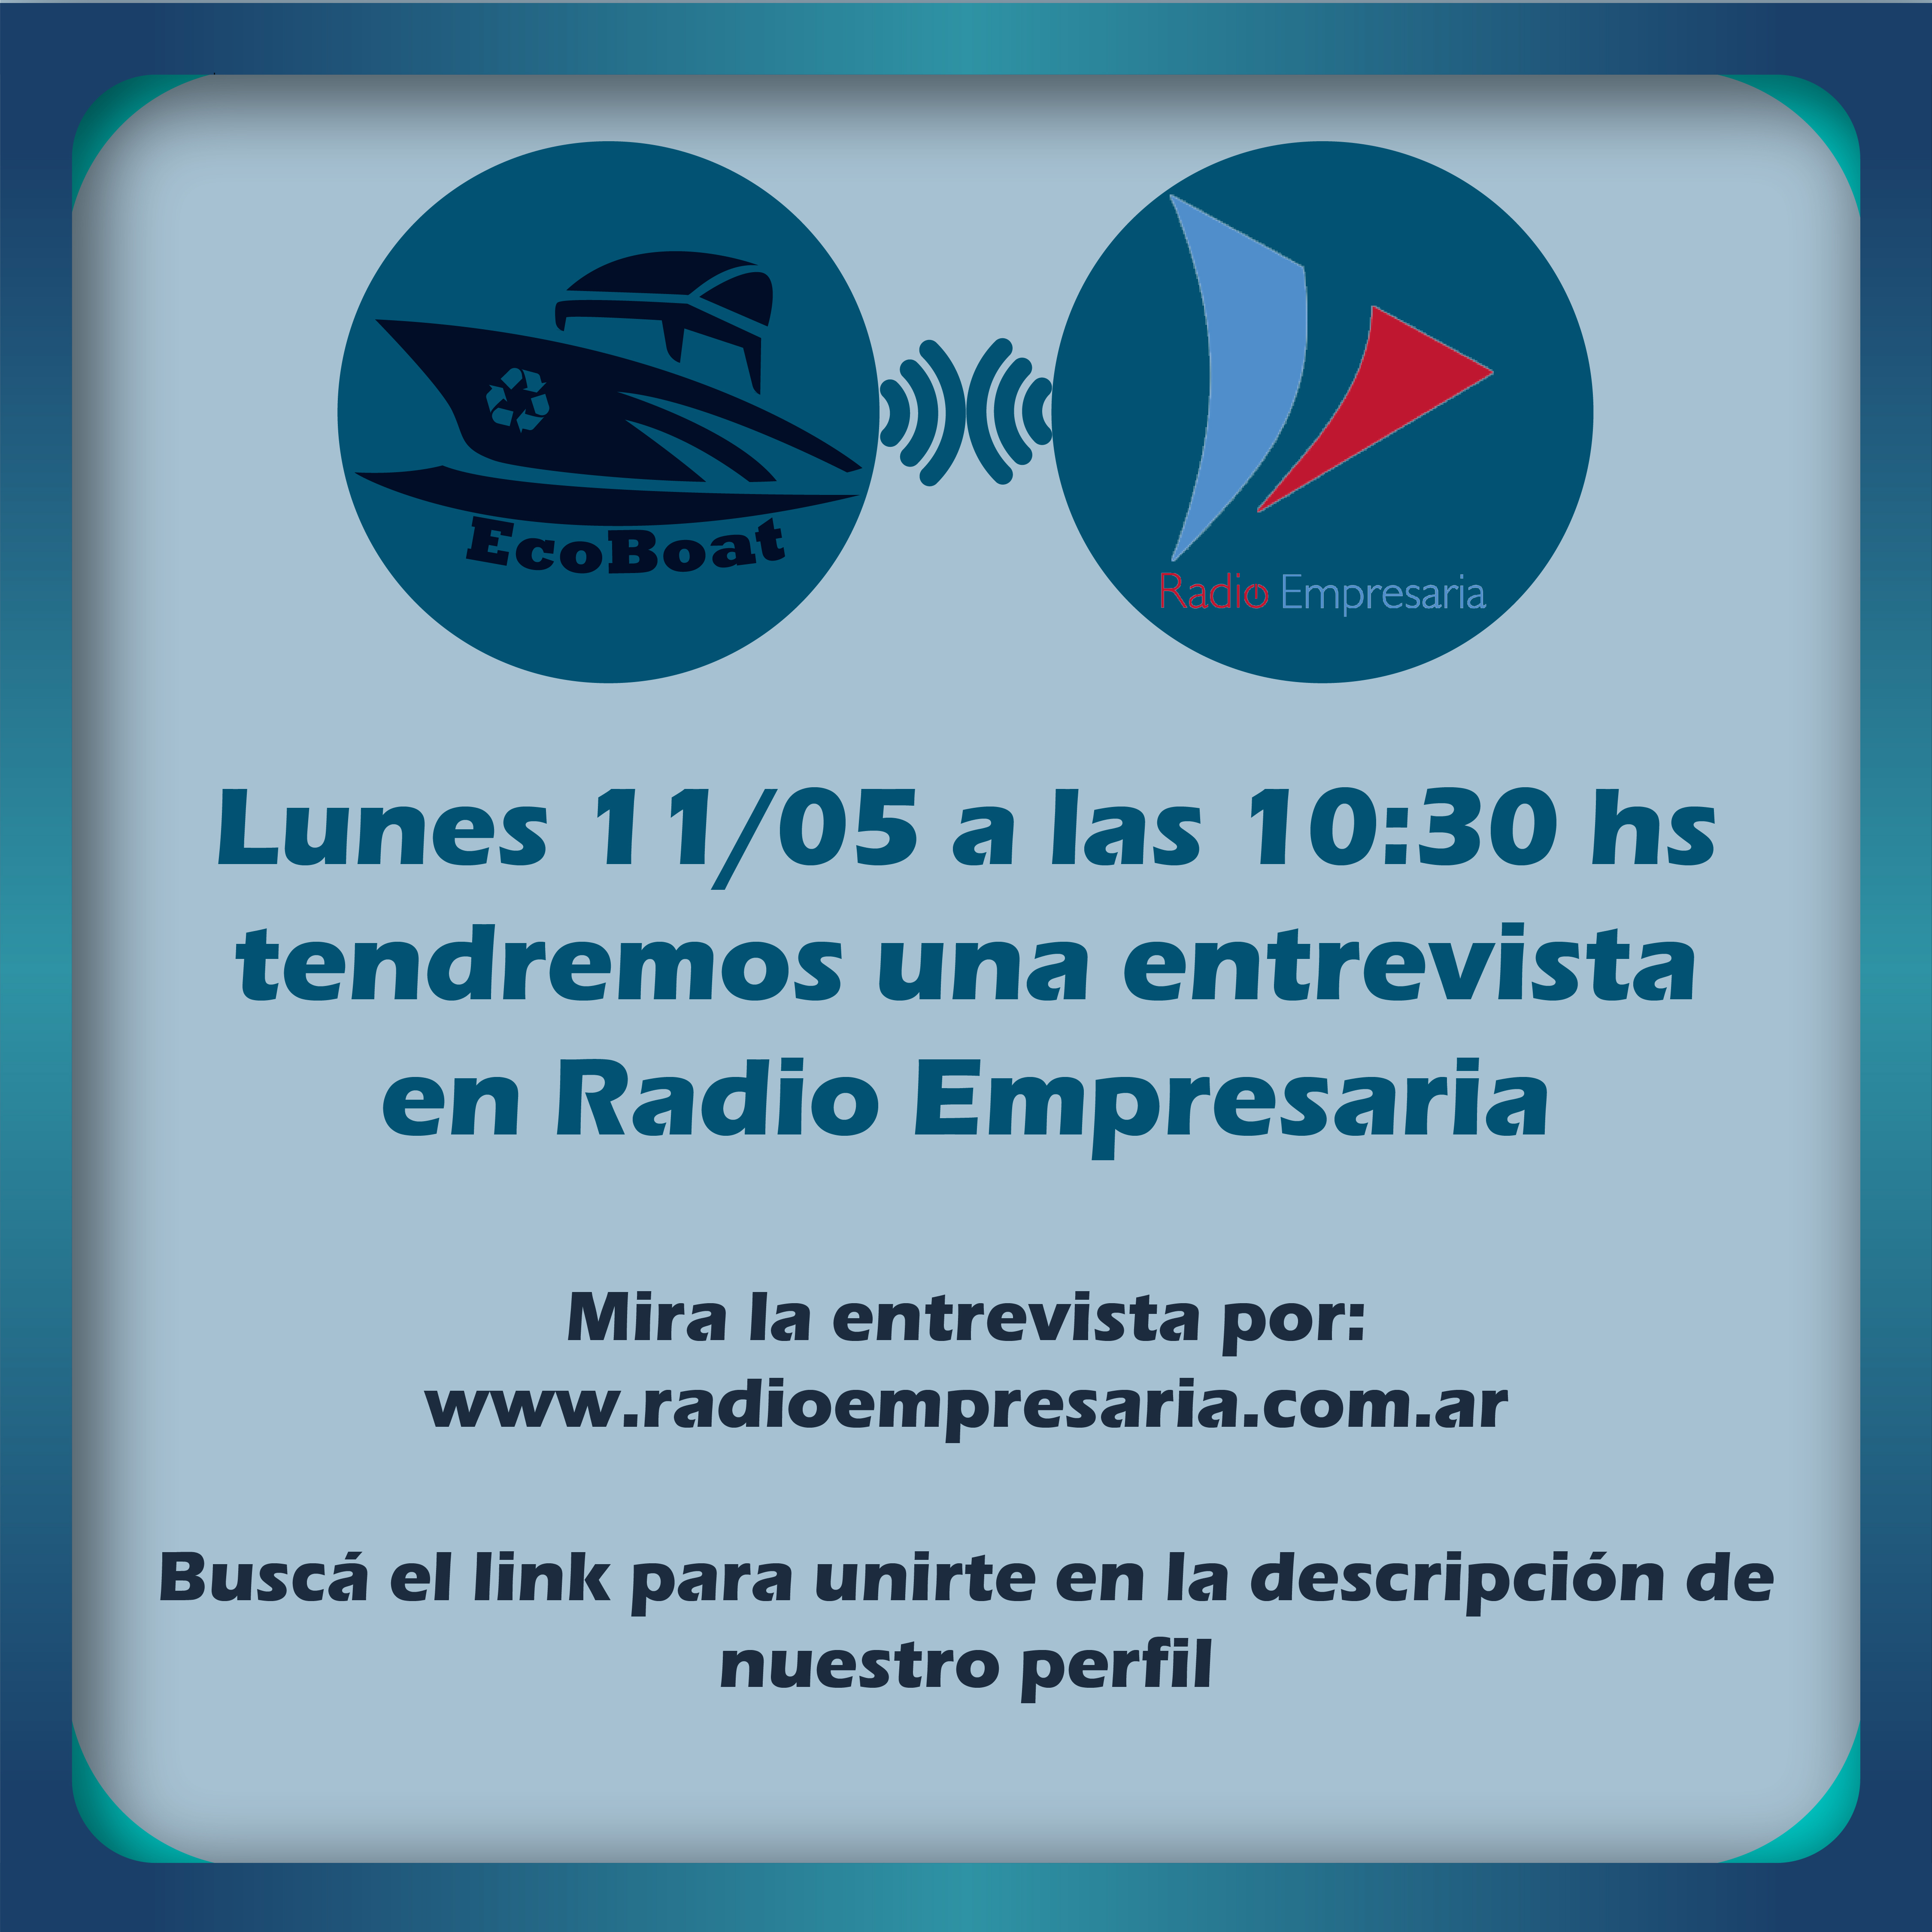 EcoBoat
Radio Empresaria
Lunes 11/05 a las 10:30 hs
tendremos una entrevista
en Radio Empresaria
Mira la entrevista por:
www.radioempresaria.com.ar
Buscá el link para unirte en la descripción de
nuestro perfil